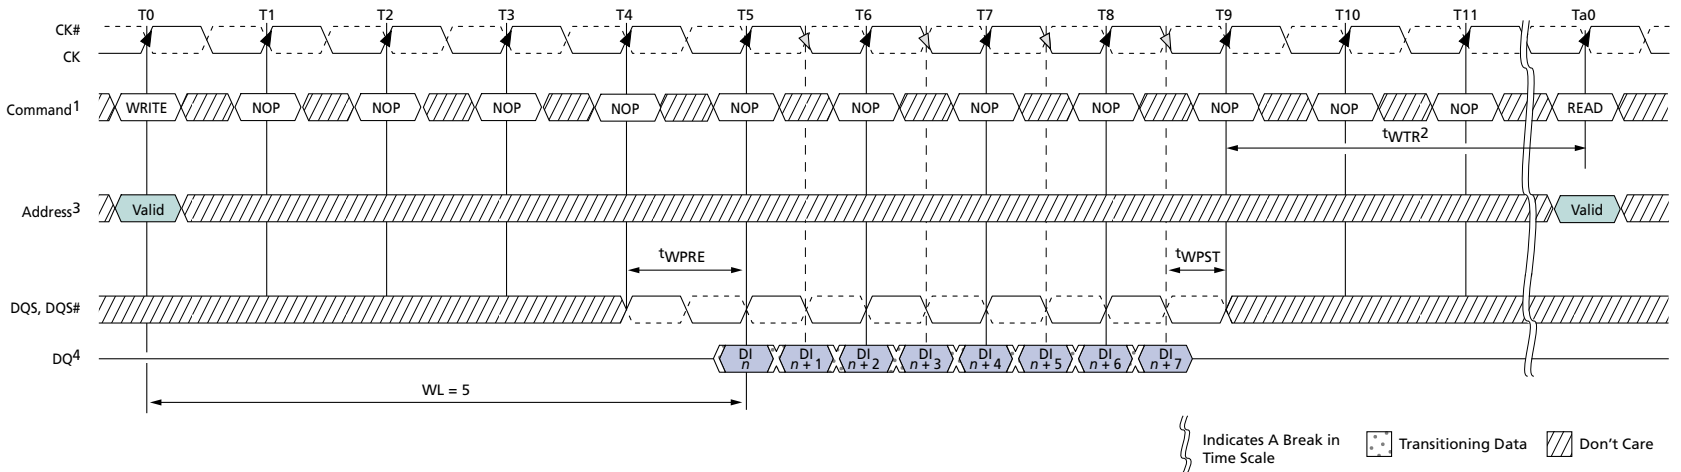 T0 T1 T2 T3 T4 T5 T6 T7 T8 T9 T10 T11 Ta0
CK#
CK
Command1 WRITE NOP NOP NOP NOP NOP NOP NOP NOP NOP NOP NOP READ
tWTR2
Address3 Valid Valid
tWPRE tWPST
DQS, DQS#
DQ4 DI n DI n + 1 DI n + 2 DI n + 3 DI n + 4 DI n + 5 DI n + 6 DI n + 7
WL = 5
Indicates A Break in
Time Scale
Transitioning Data
Don't Care